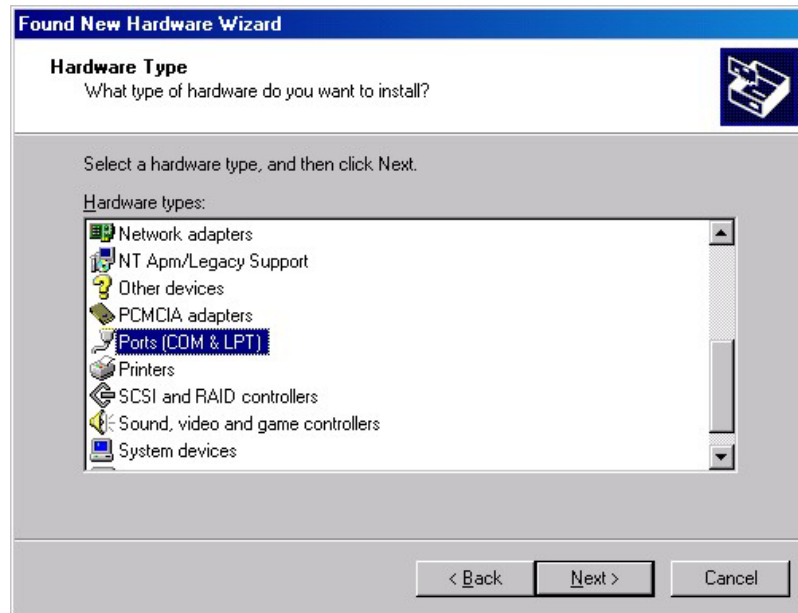 Found New Hardware Wizard
Hardware Type
What type of hardware do you want to install?
Select a hardware type, and then click Next.
Hardware types:
Network adapters
NT Apm/Legacy Support
Other devices
PCMCIA adapters
Ports (COM & LPT)
Printers
SCSI and RAID controllers
Sound, video and game controllers
System devices
< Back
Next >
Cancel